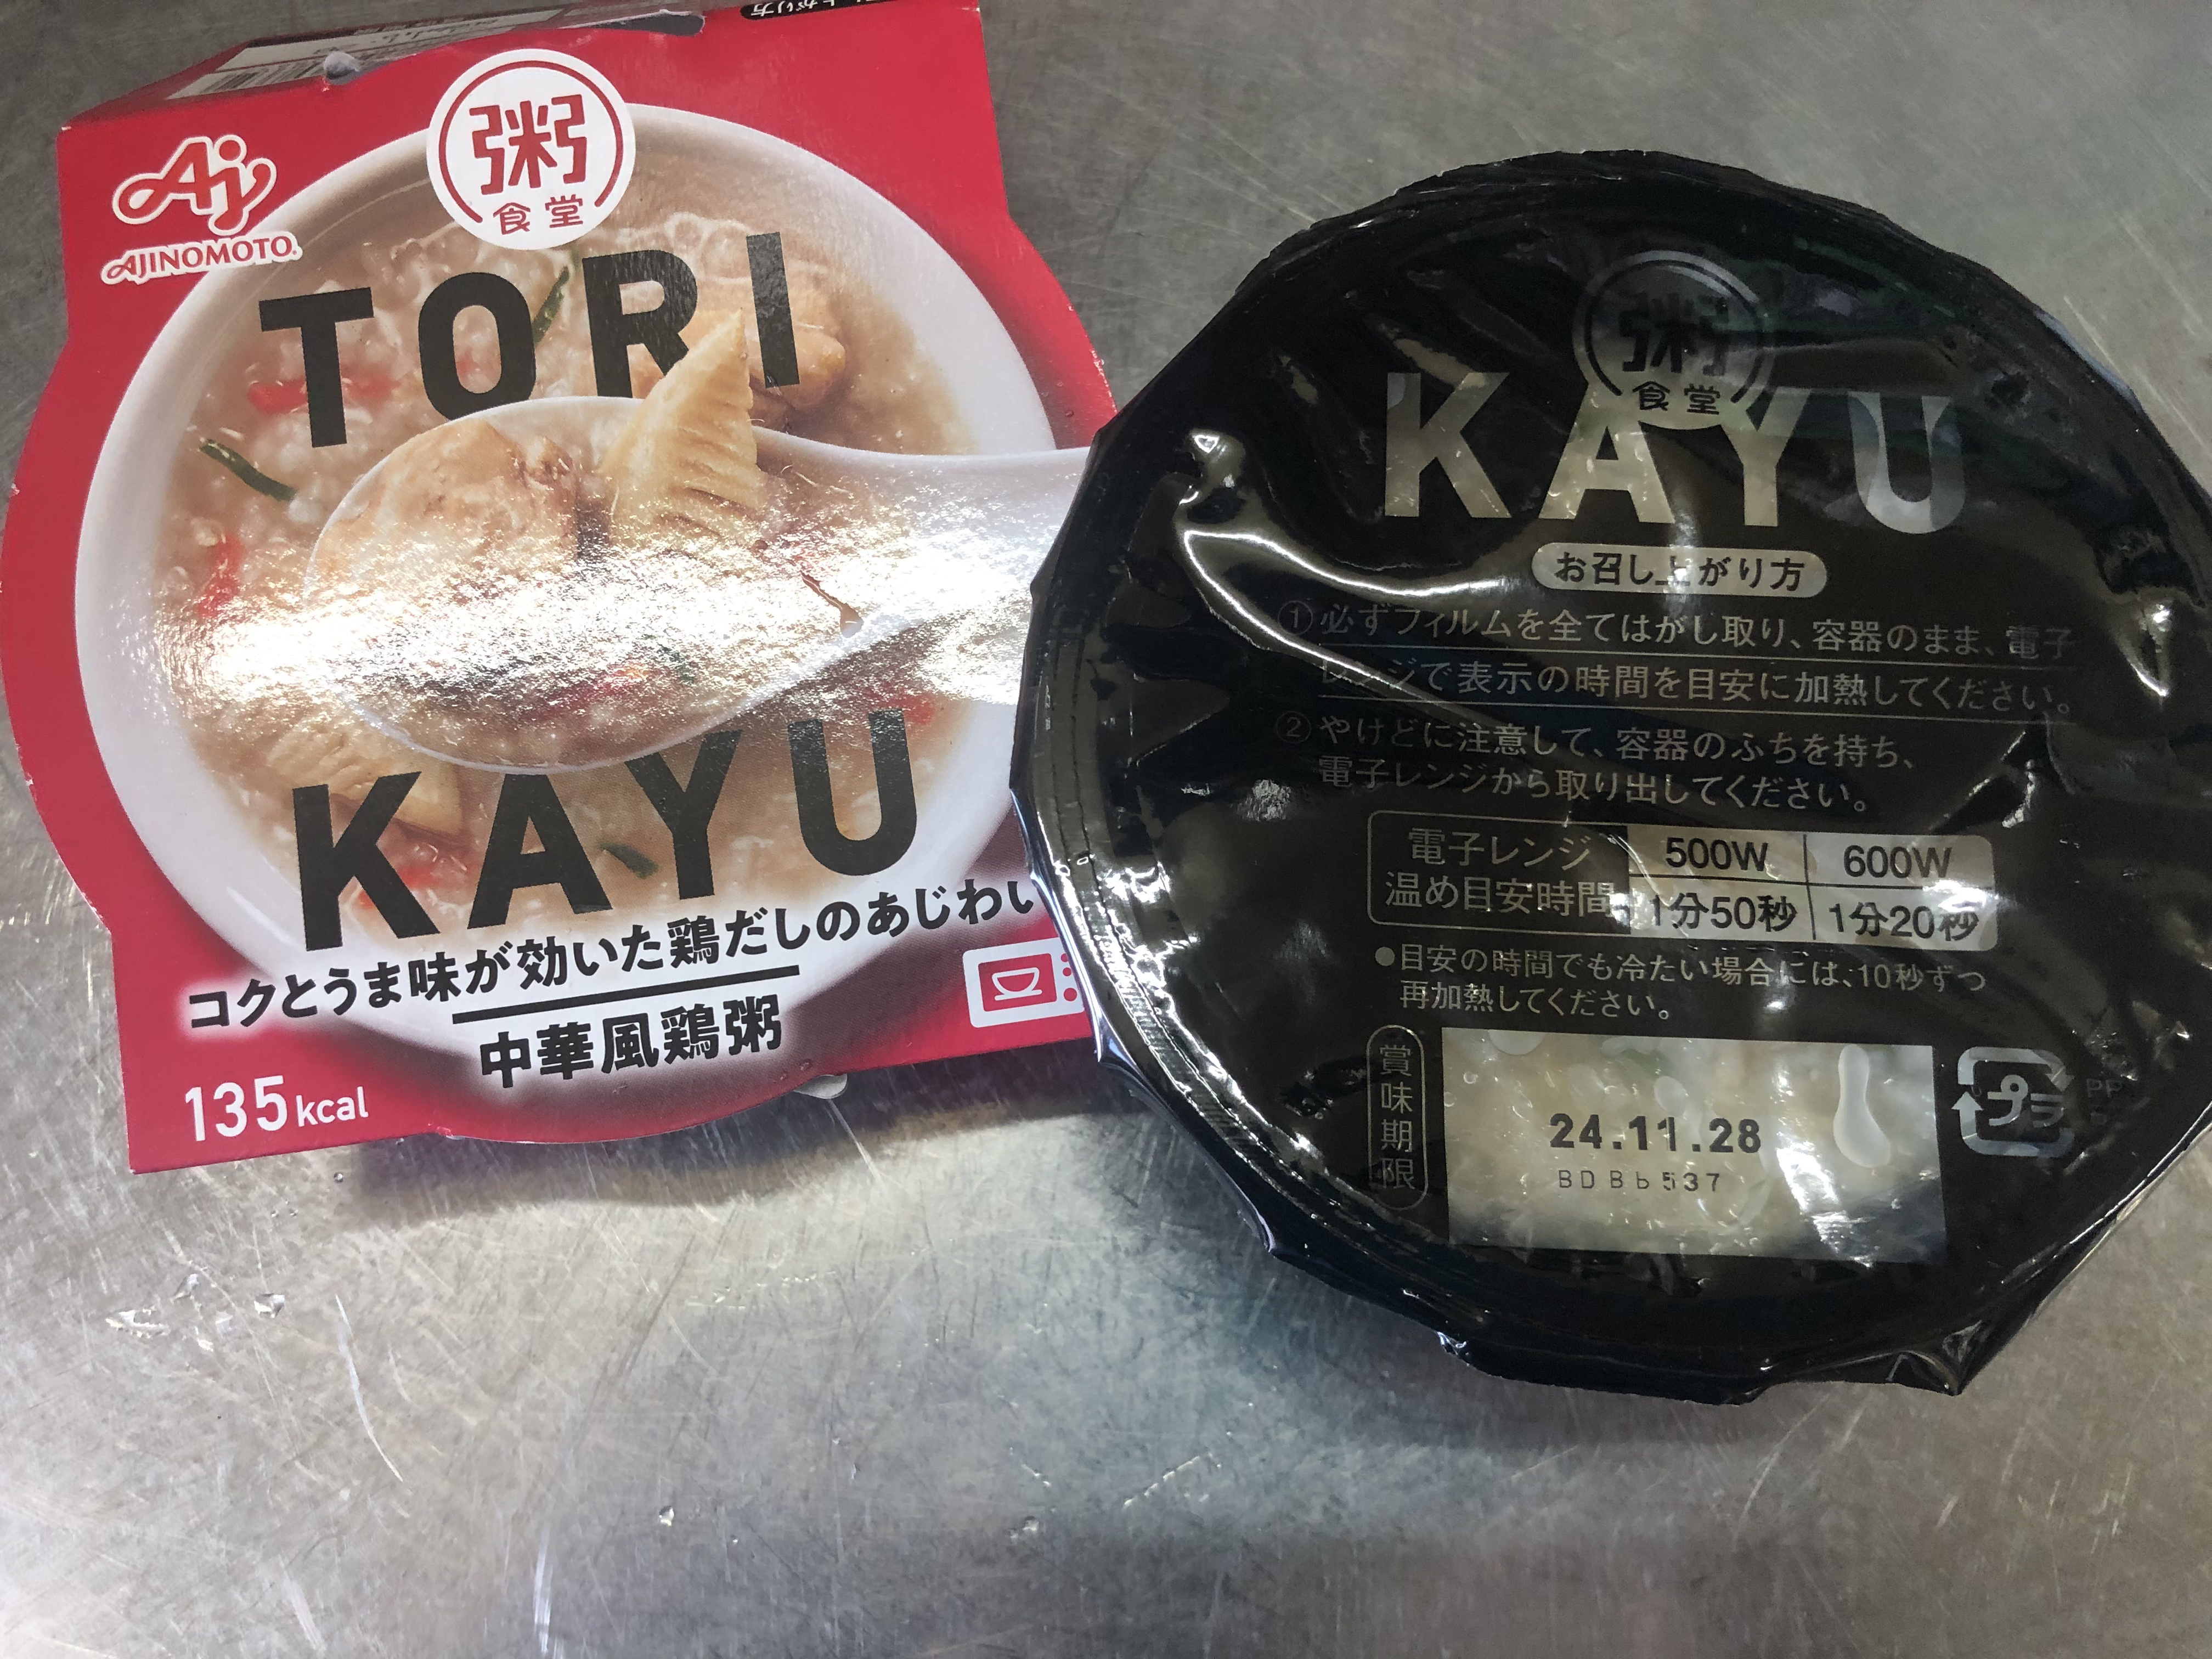 粥
食堂
Aj
AJINOMOTO.
TORI
KAYU
コクとうま味が効いた鶏だしのあじわい
中華風鶏粥
135kcal
粥
食堂
KAYU
お召し上がり方
①必ずフィルムを全てはがし取り、容器のまま、電子
レンジで表示の時間を目安に加熱してください。
②やけどに注意して、容器のふちを持ち、
電子レンジから取り出してください。
電子レンジ
温め目安時間
500W 600W
1分50秒 1分20秒
●目安の時間でも冷たい場合には、10秒ずつ
再加熱してください。
賞味期限
24.11.28
BDBb537
プラ